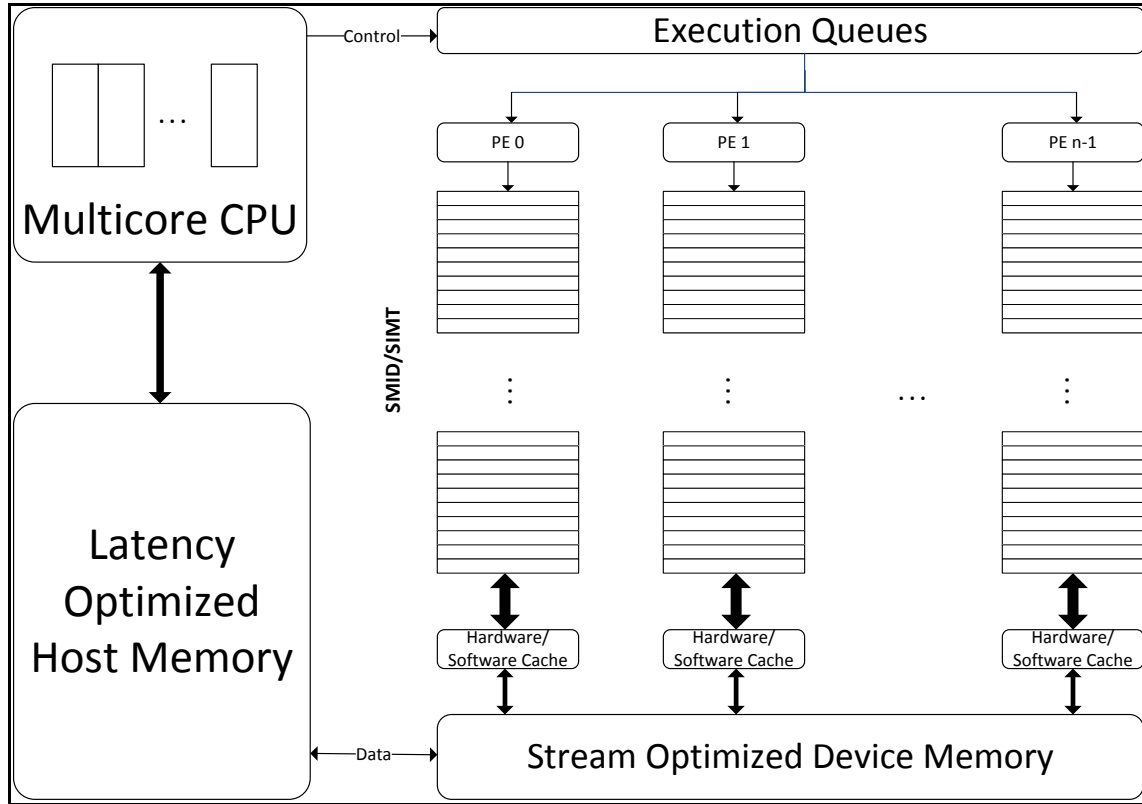 Control
Execution Queues
PE 0
PE 1
PE n-1
...
Multicore CPU
SMID/SIMT
...
...
...
...
Latency
Optimized
Host Memory
Hardware/
Software Cache
Hardware/
Software Cache
Hardware/
Software Cache
Data
Stream Optimized Device Memory